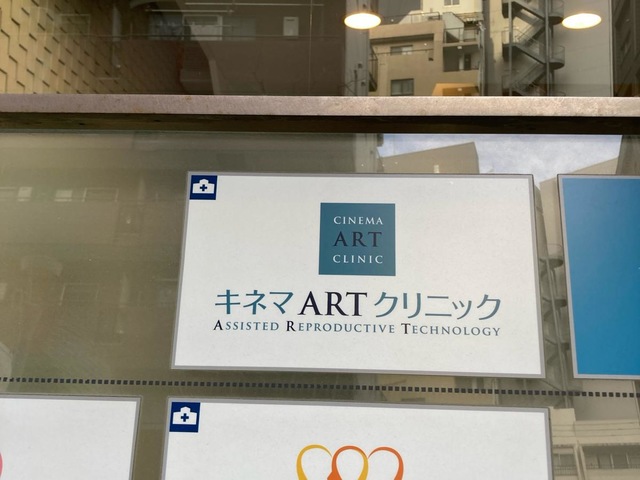 CINEMA
ART
CLINIC
キネマARTクリニック
ASSISTED REPRODUCTIVE TECHNOLOGY